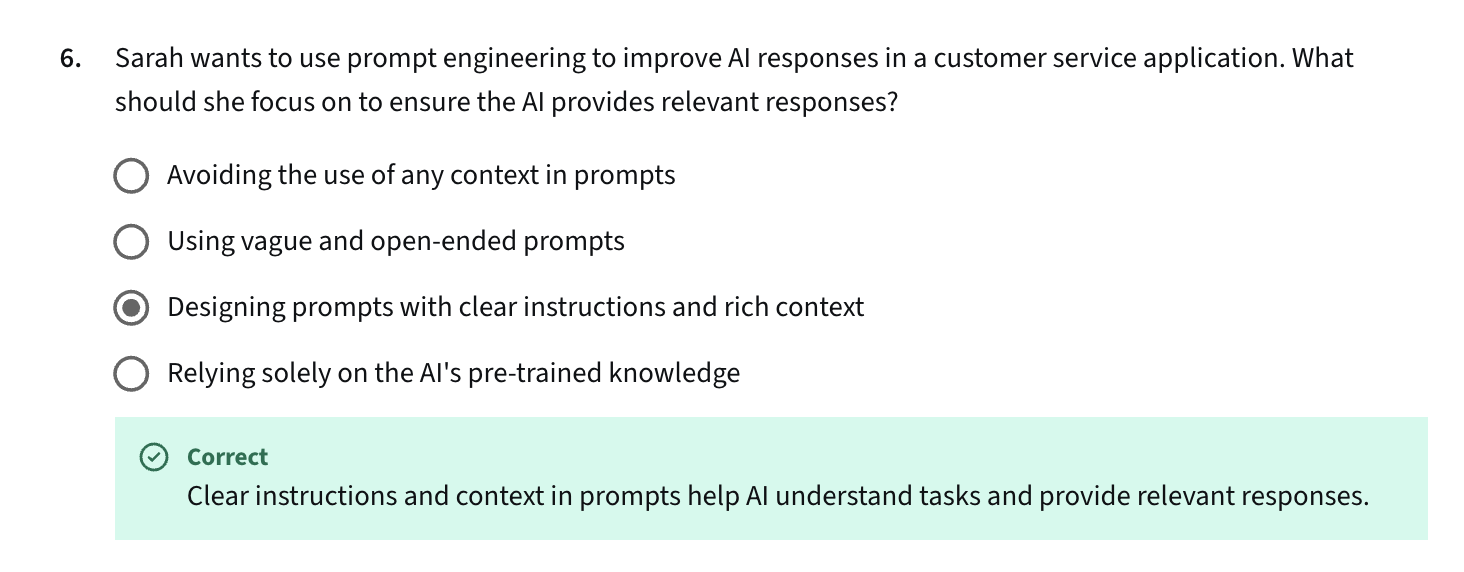 6. Sarah wants to use prompt engineering to improve AI responses in a customer service application. What
should she focus on to ensure the AI provides relevant responses?
Avoiding the use of any context in prompts
Using vague and open-ended prompts
Designing prompts with clear instructions and rich context
Relying solely on the AI's pre-trained knowledge
Correct
Clear instructions and context in prompts help AI understand tasks and provide relevant responses.